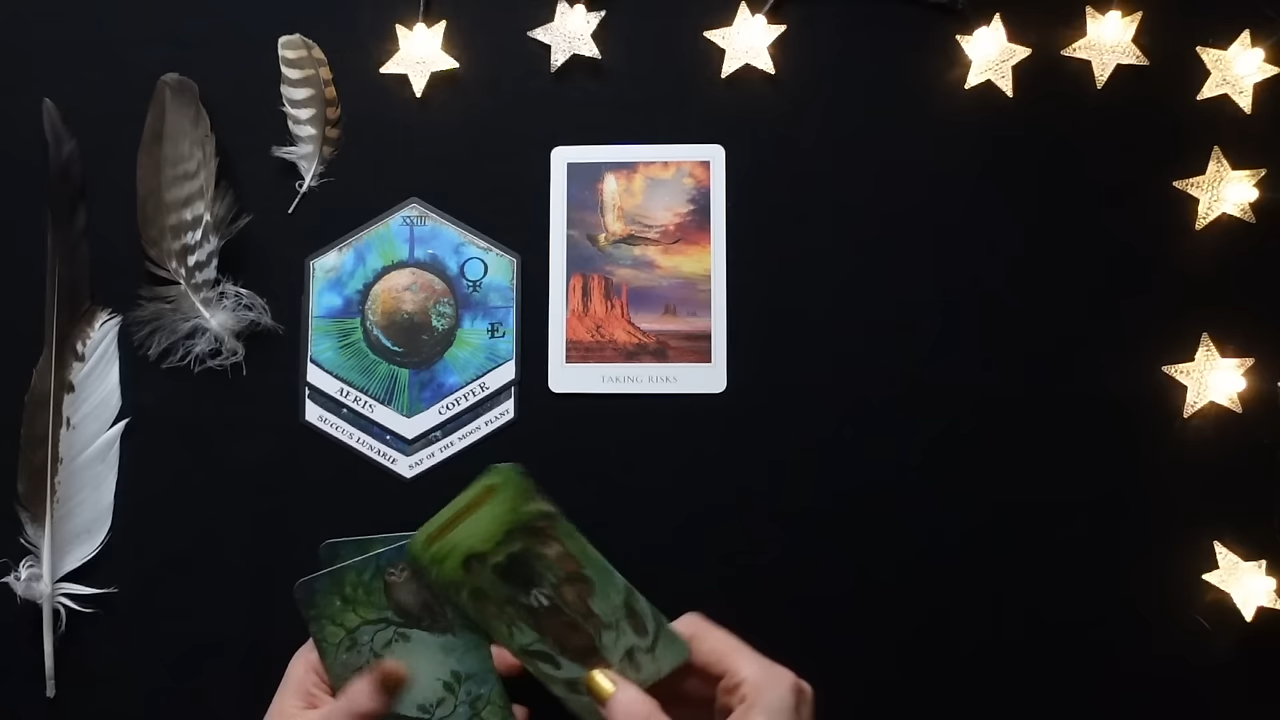 XXIII
E
AERIS COPPER
SUCCUS LUNARIE SAP OF THE MOON PLANT
TAKING RISKS